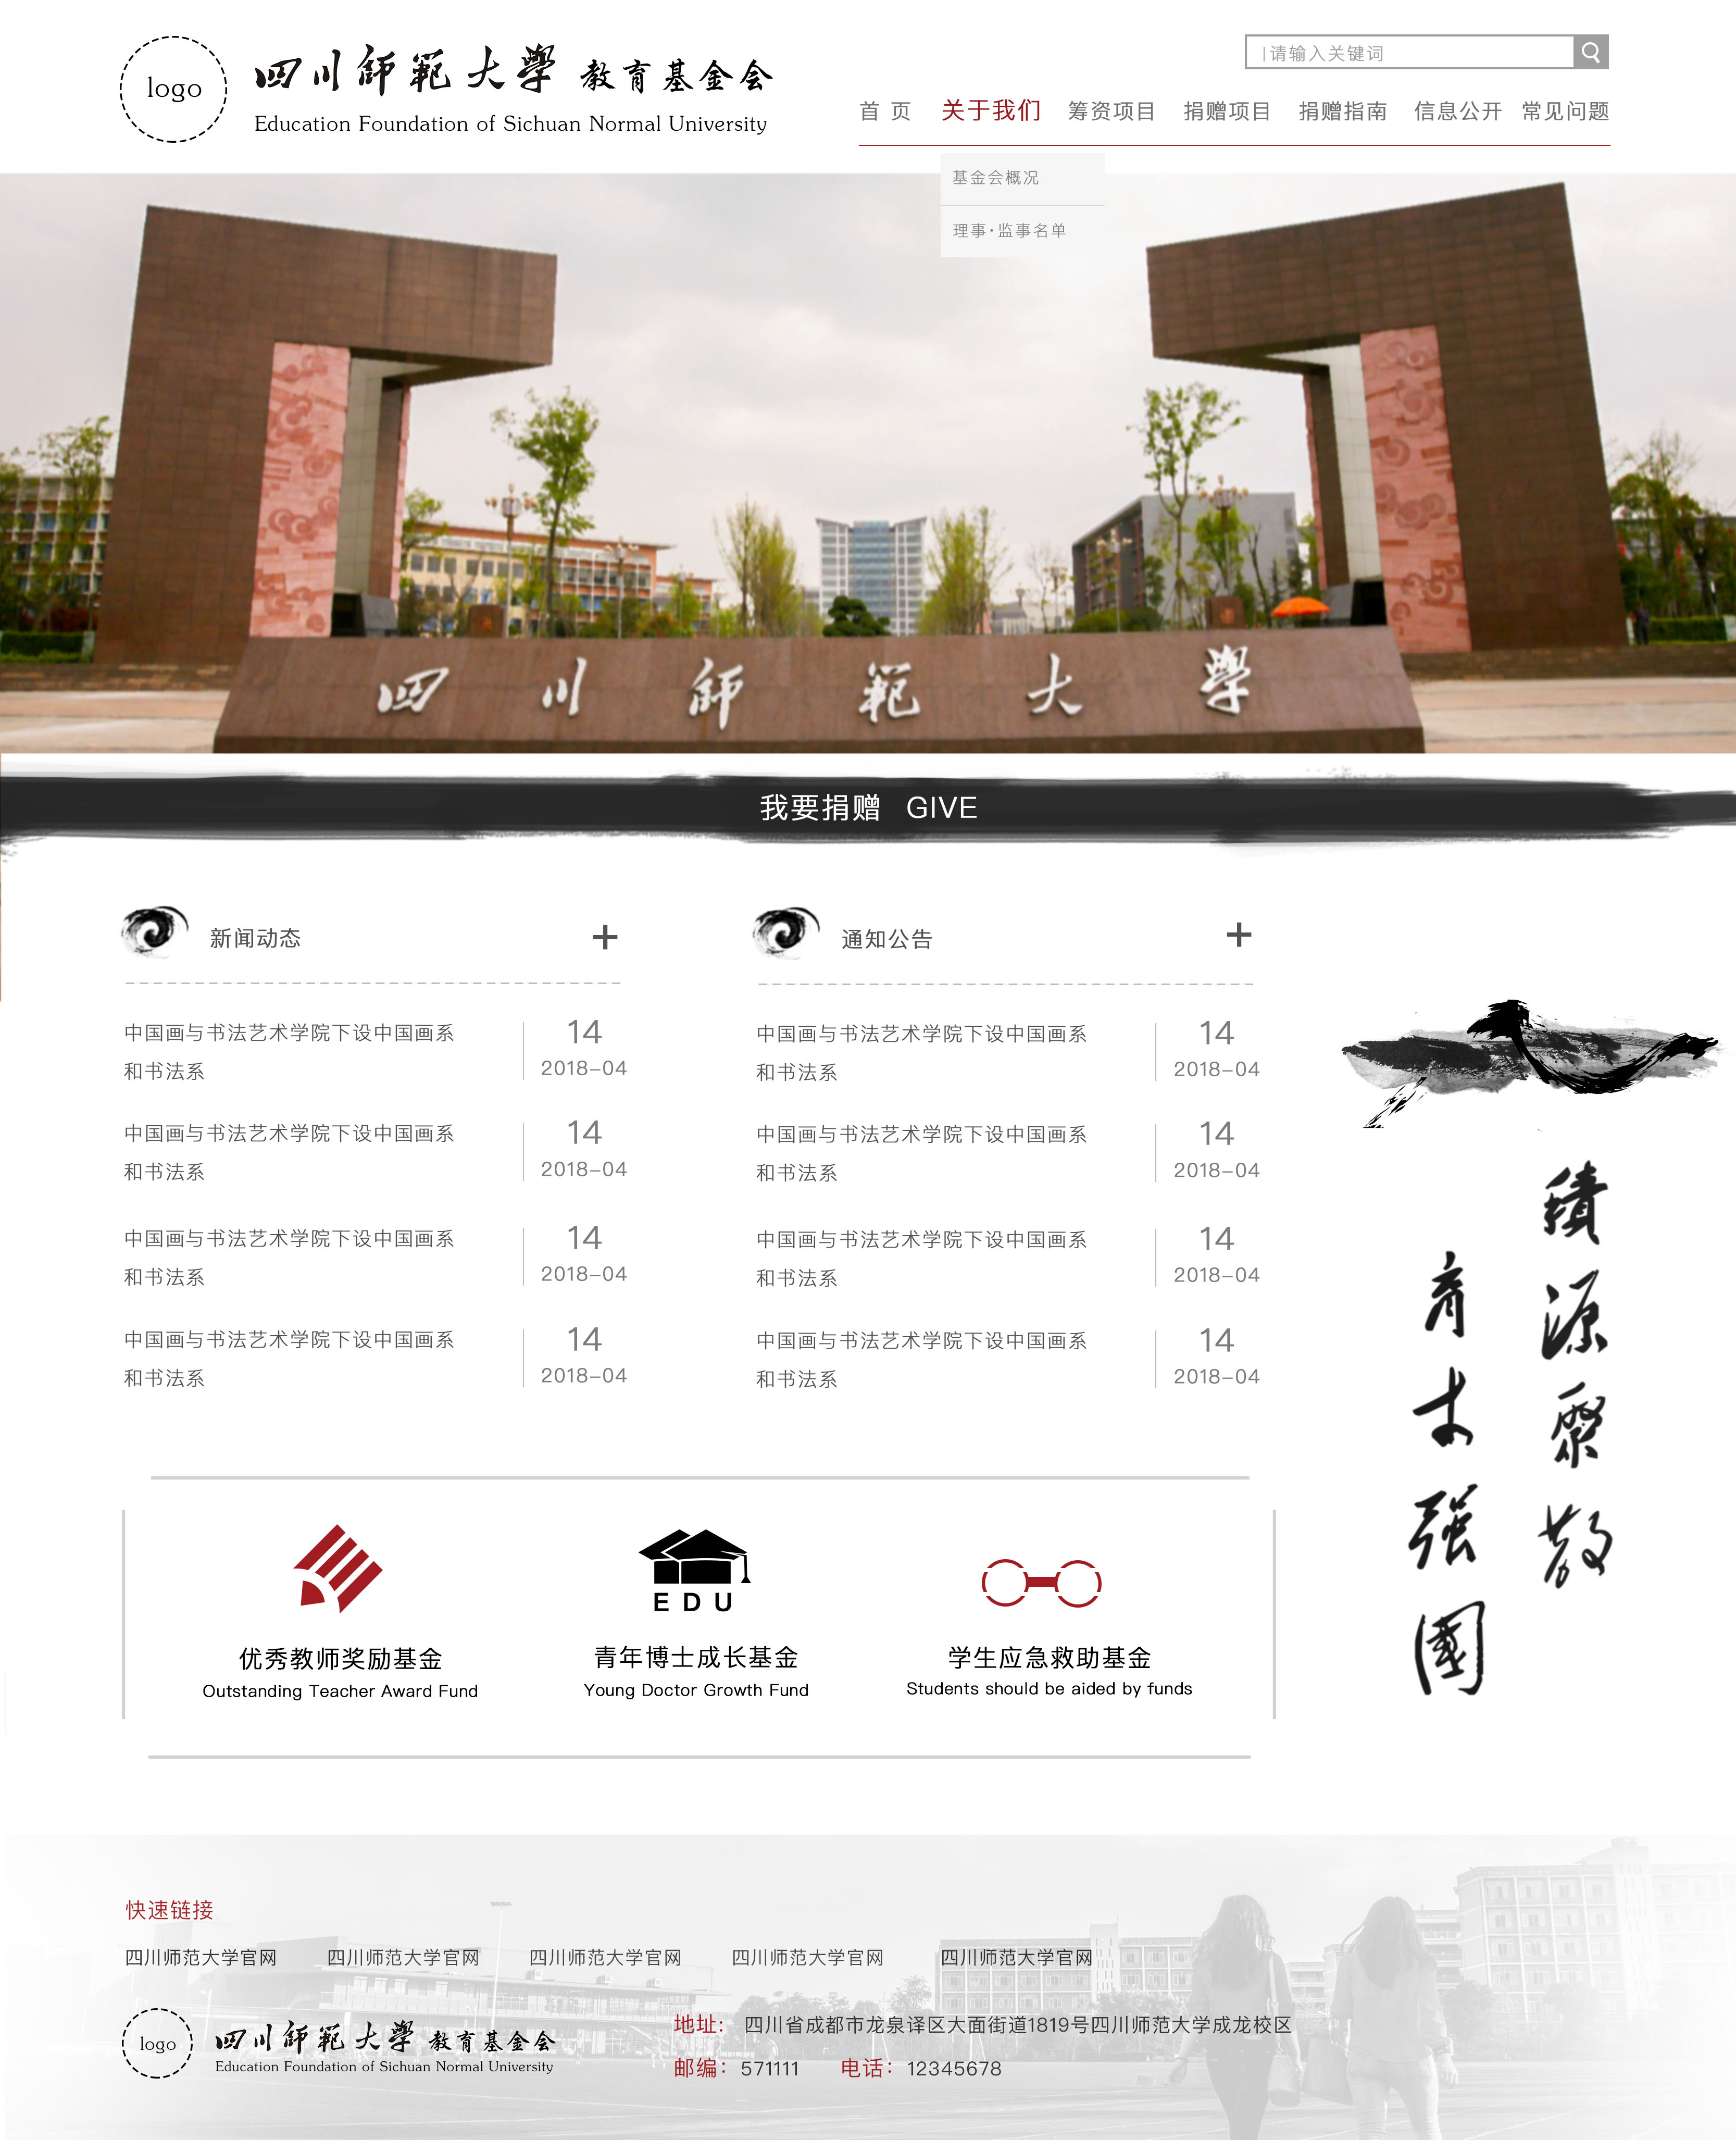 logo
四川師範大學 教育基金会
Education Foundation of Sichuan Normal University
|请输入关键词
首 页 关于我们 筹资项目 捐赠项目 捐赠指南 信息公开 常见问题
基金会概况
理事·监事名单
四川師範大學
我要捐赠 GIVE
新闻动态 +
中国画与书法艺术学院下设中国画系
和书法系
14
2018-04
中国画与书法艺术学院下设中国画系
和书法系
14
2018-04
中国画与书法艺术学院下设中国画系
和书法系
14
2018-04
中国画与书法艺术学院下设中国画系
和书法系
14
2018-04
通知公告 +
中国画与书法艺术学院下设中国画系
和书法系
14
2018-04
中国画与书法艺术学院下设中国画系
和书法系
14
2018-04
中国画与书法艺术学院下设中国画系
和书法系
14
2018-04
中国画与书法艺术学院下设中国画系
和书法系
14
2018-04
積源聚教
育才强國
优秀教师奖励基金
Outstanding Teacher Award Fund
EDU
青年博士成长基金
Young Doctor Growth Fund
学生应急救助基金
Students should be aided by funds
快速链接
四川师范大学官网 四川师范大学官网 四川师范大学官网 四川师范大学官网 四川师范大学官网
logo
四川師範大學 教育基金会
Education Foundation of Sichuan Normal University
地址: 四川省成都市龙泉译区大面街道1819号四川师范大学成龙校区
邮编: 571111 电话: 12345678